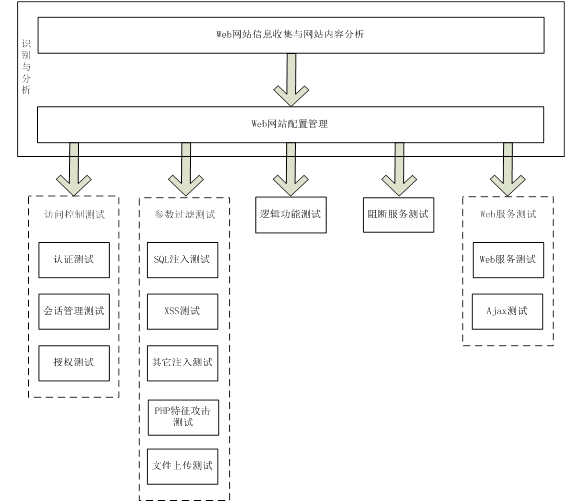 Web网站信息收集与网站内容分析
识别与分析
Web网站配置管理
访问控制测试
认证测试
会话管理测试
授权测试
参数过滤测试
SQL注入测试
XSS测试
其它注入测试
PHP特征攻击
测试
文件上传测试
逻辑功能测试
阻断服务测试
Web服务测试
Web服务测试
Ajax测试